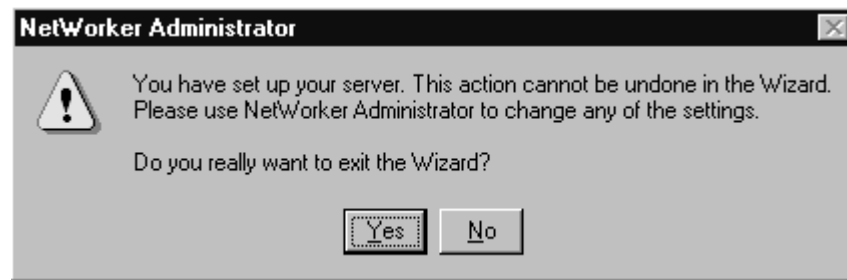 NetWorker Administrator
You have set up your server. This action cannot be undone in the Wizard.
Please use NetWorker Administrator to change any of the settings.
Do you really want to exit the Wizard?
Yes No